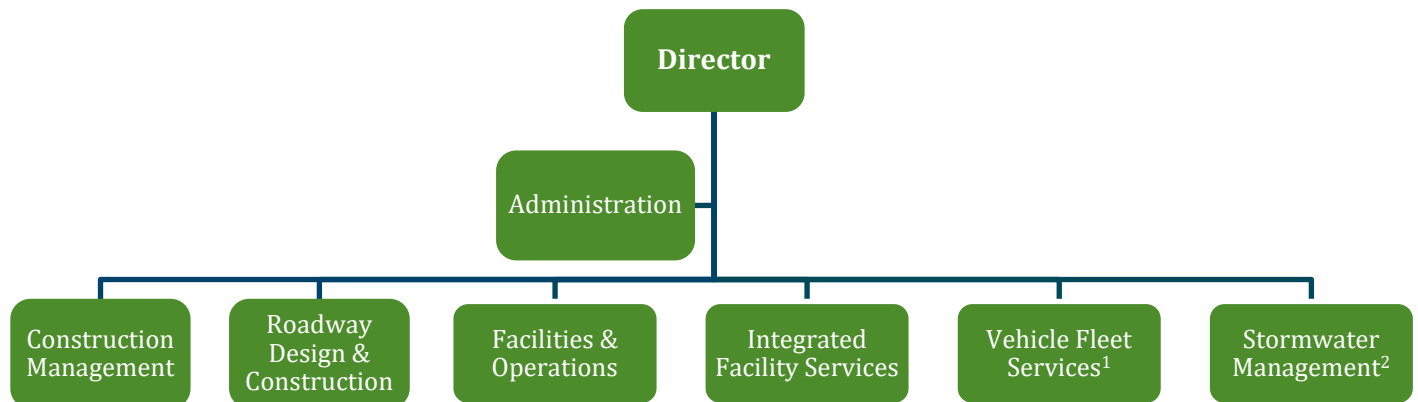 Director
Administration
Construction
Management
Roadway
Design &
Construction
Facilities &
Operations
Integrated
Facility Services
Vehicle Fleet
Services¹
Stormwater
Management²